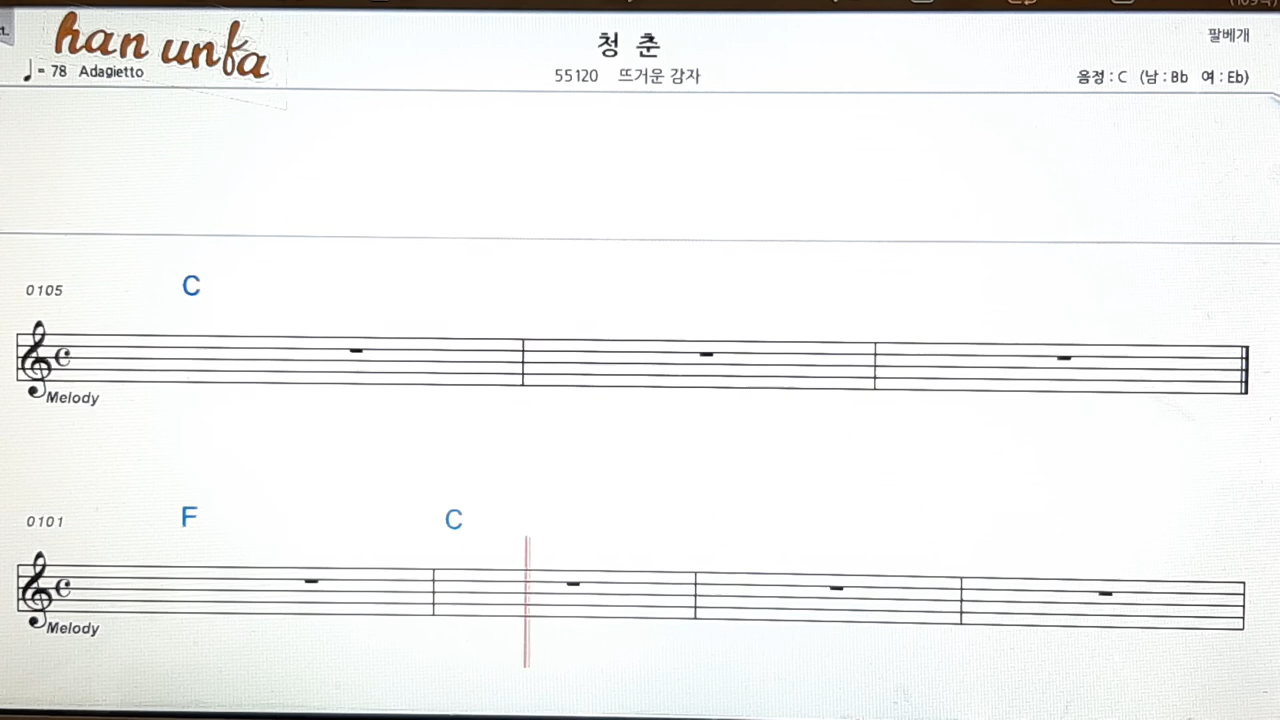 han unfa
청 춘
팔베개
♩ = 78 Adagietto
55120 뜨거운 감자
음정 : C (남 : Bb 여 : Eb)
0105 C
Melody
0101 F C
Melody